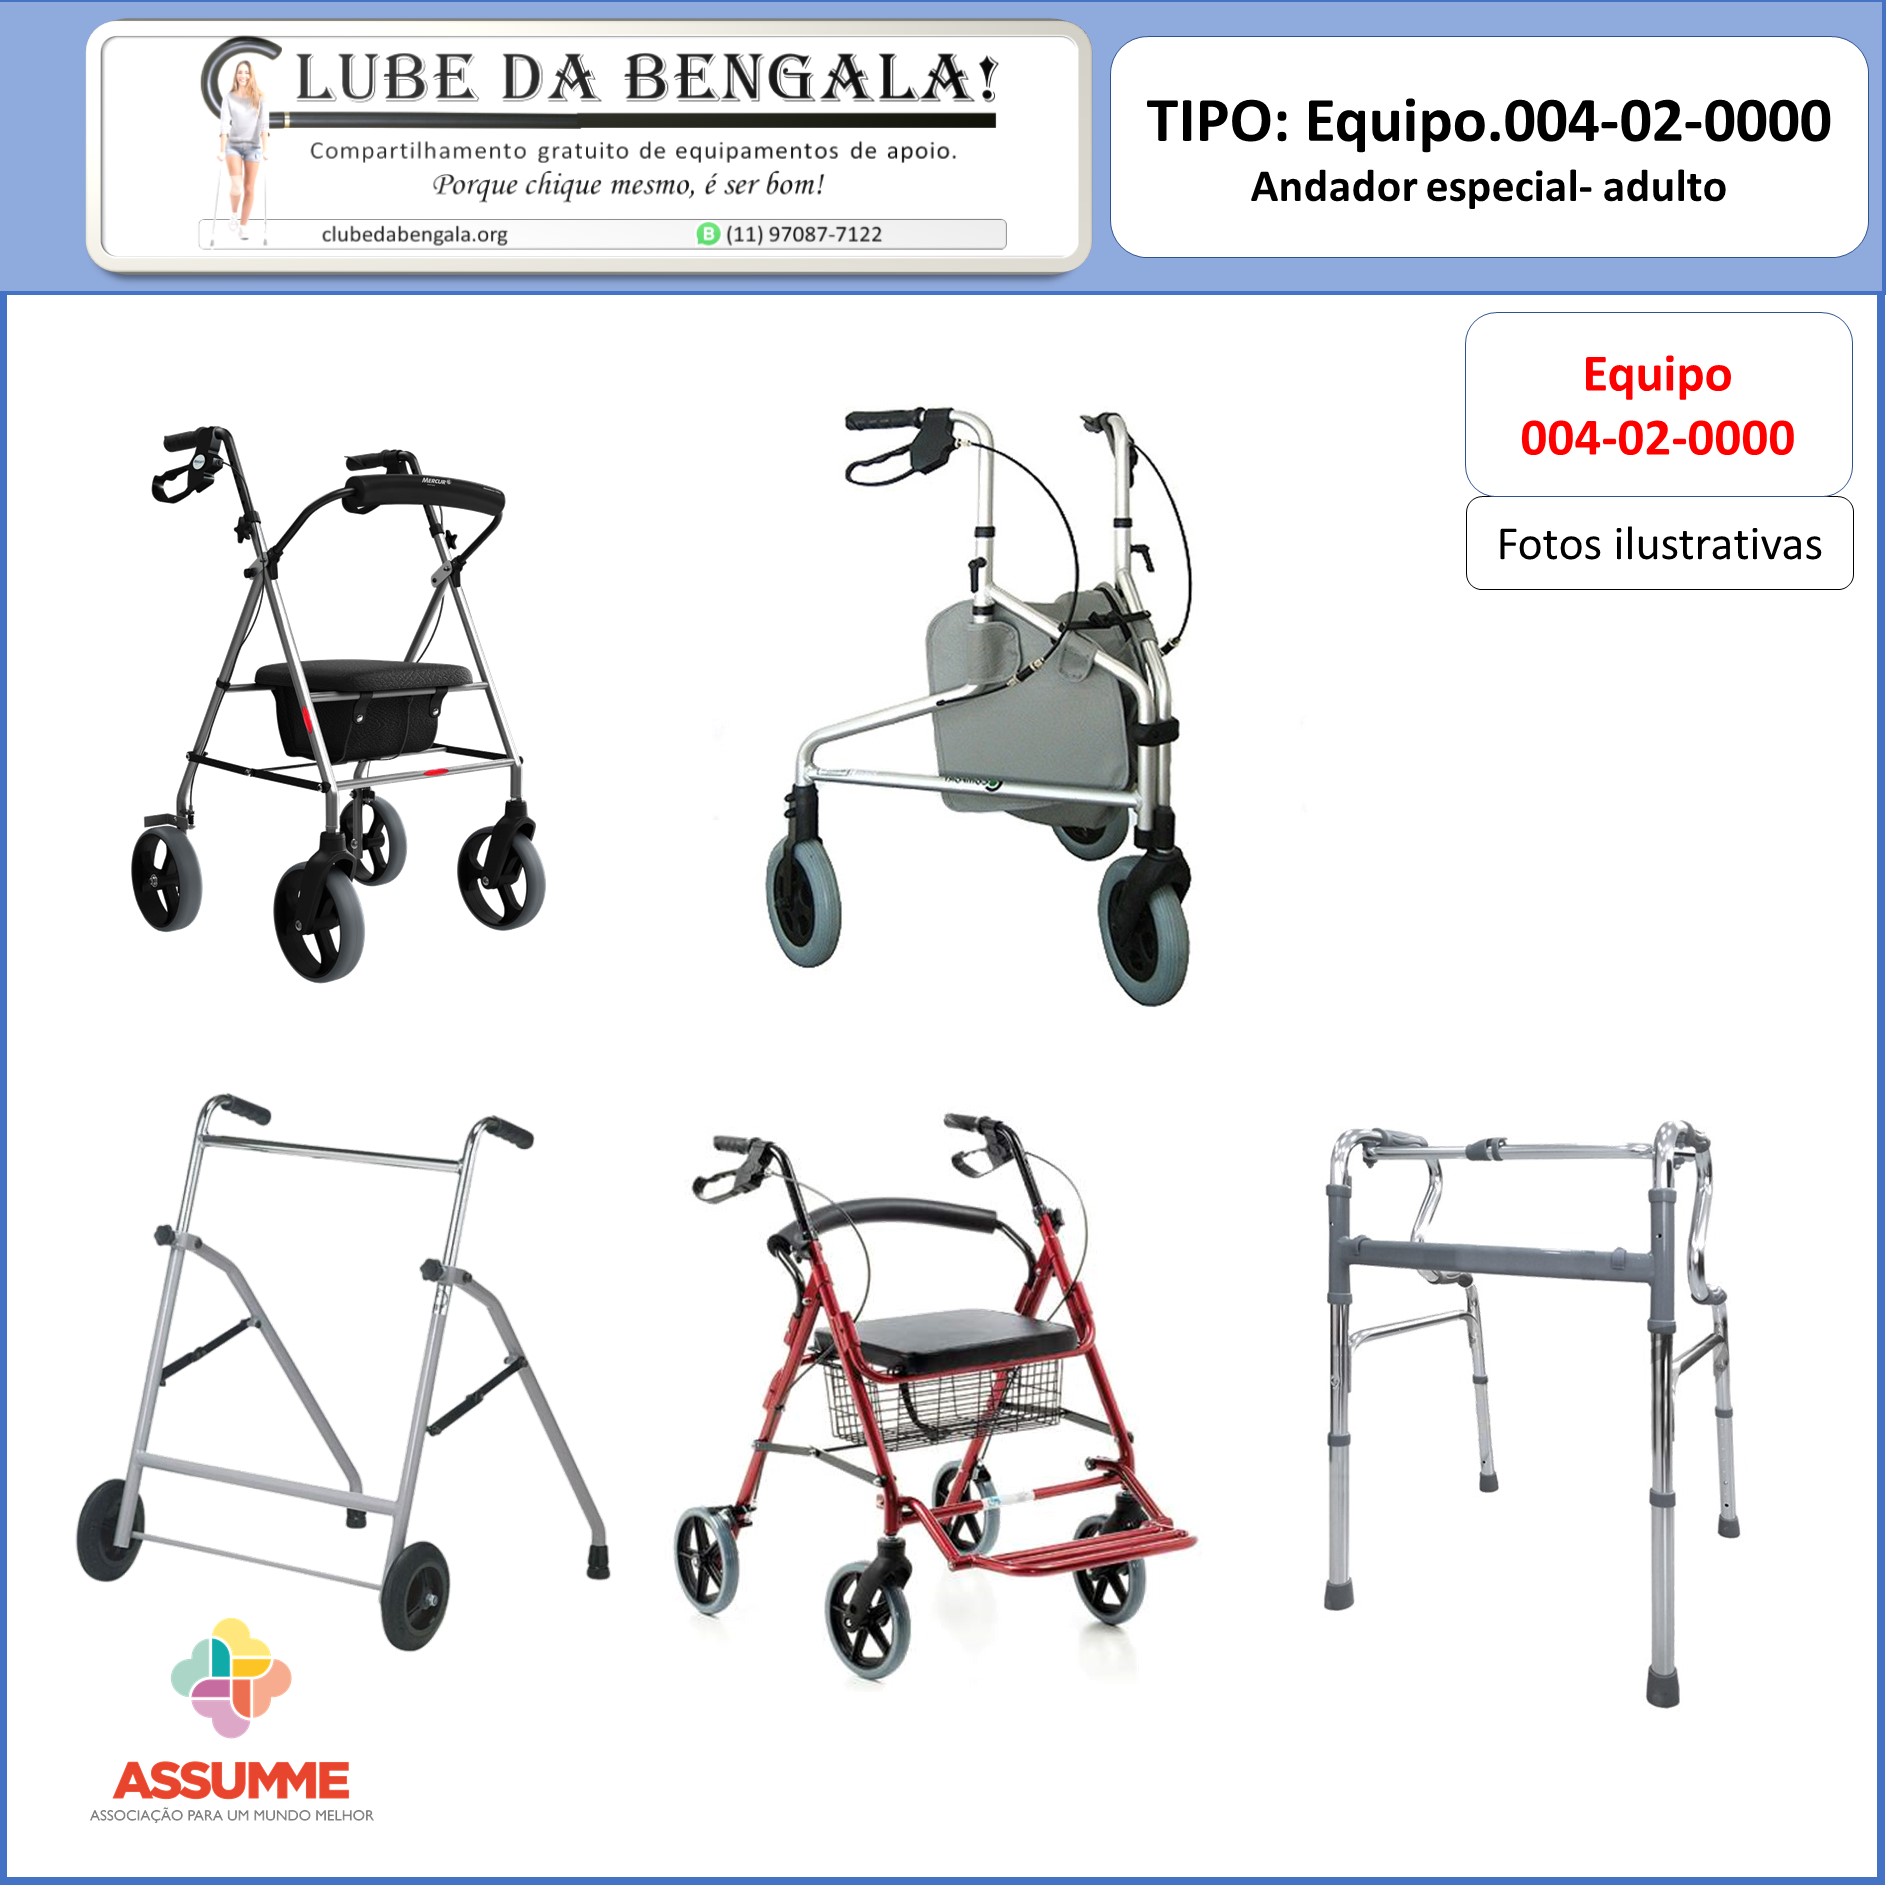 CLUBE DA BENGALA!
Compartilhamento gratuito de equipamentos de apoio.
Porque chique mesmo, é ser bom!
clubedabengala.org
(11) 97087-7122
TIPO: Equipo.004-02-0000
Andador especial- adulto
Equipo
004-02-0000
Fotos ilustrativas
MERCUR
ASSUMME
ASSOCIAÇÃO PARA UM MUNDO MELHOR